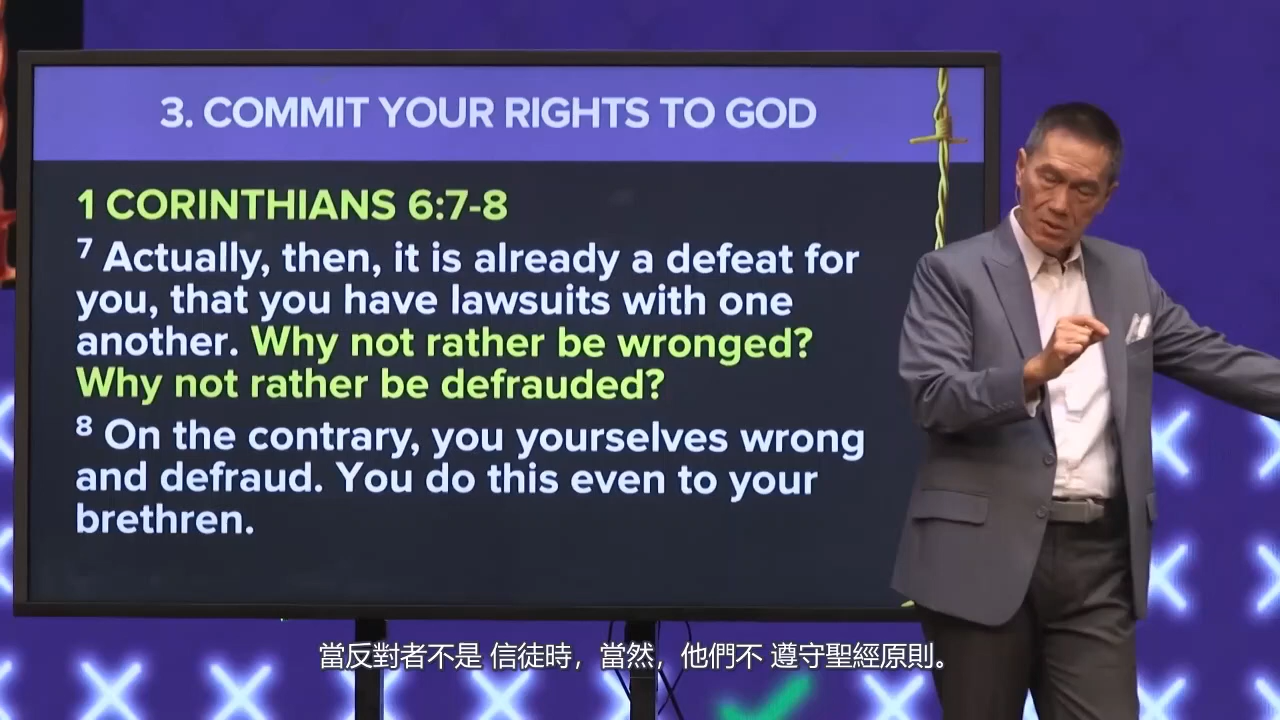 3. COMMIT YOUR RIGHTS TO GOD
1 CORINTHIANS 6:7-8
7 Actually, then, it is already a defeat for
you, that you have lawsuits with one
another. Why not rather be wronged?
Why not rather be defrauded?
8 On the contrary, you yourselves wrong
and defraud. You do this even to your
brethren.
當反對者不是 信徒時，當然，他們不 遵守聖經原則。